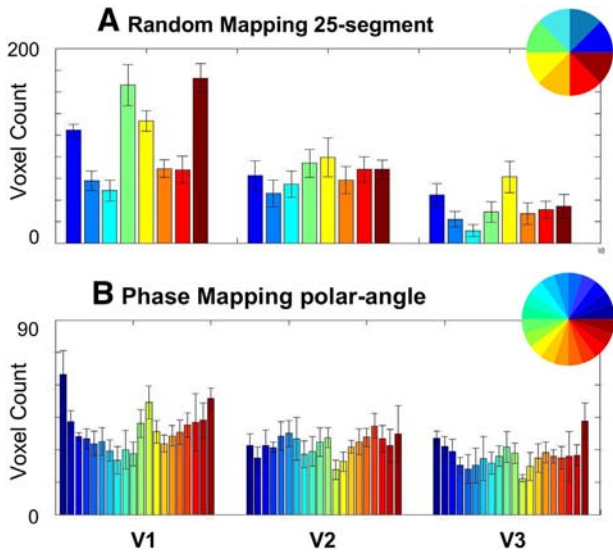 A Random Mapping 25-segment
200
Voxel Count
0
B Phase Mapping polar-angle
90
Voxel Count
0
V1 V2 V3